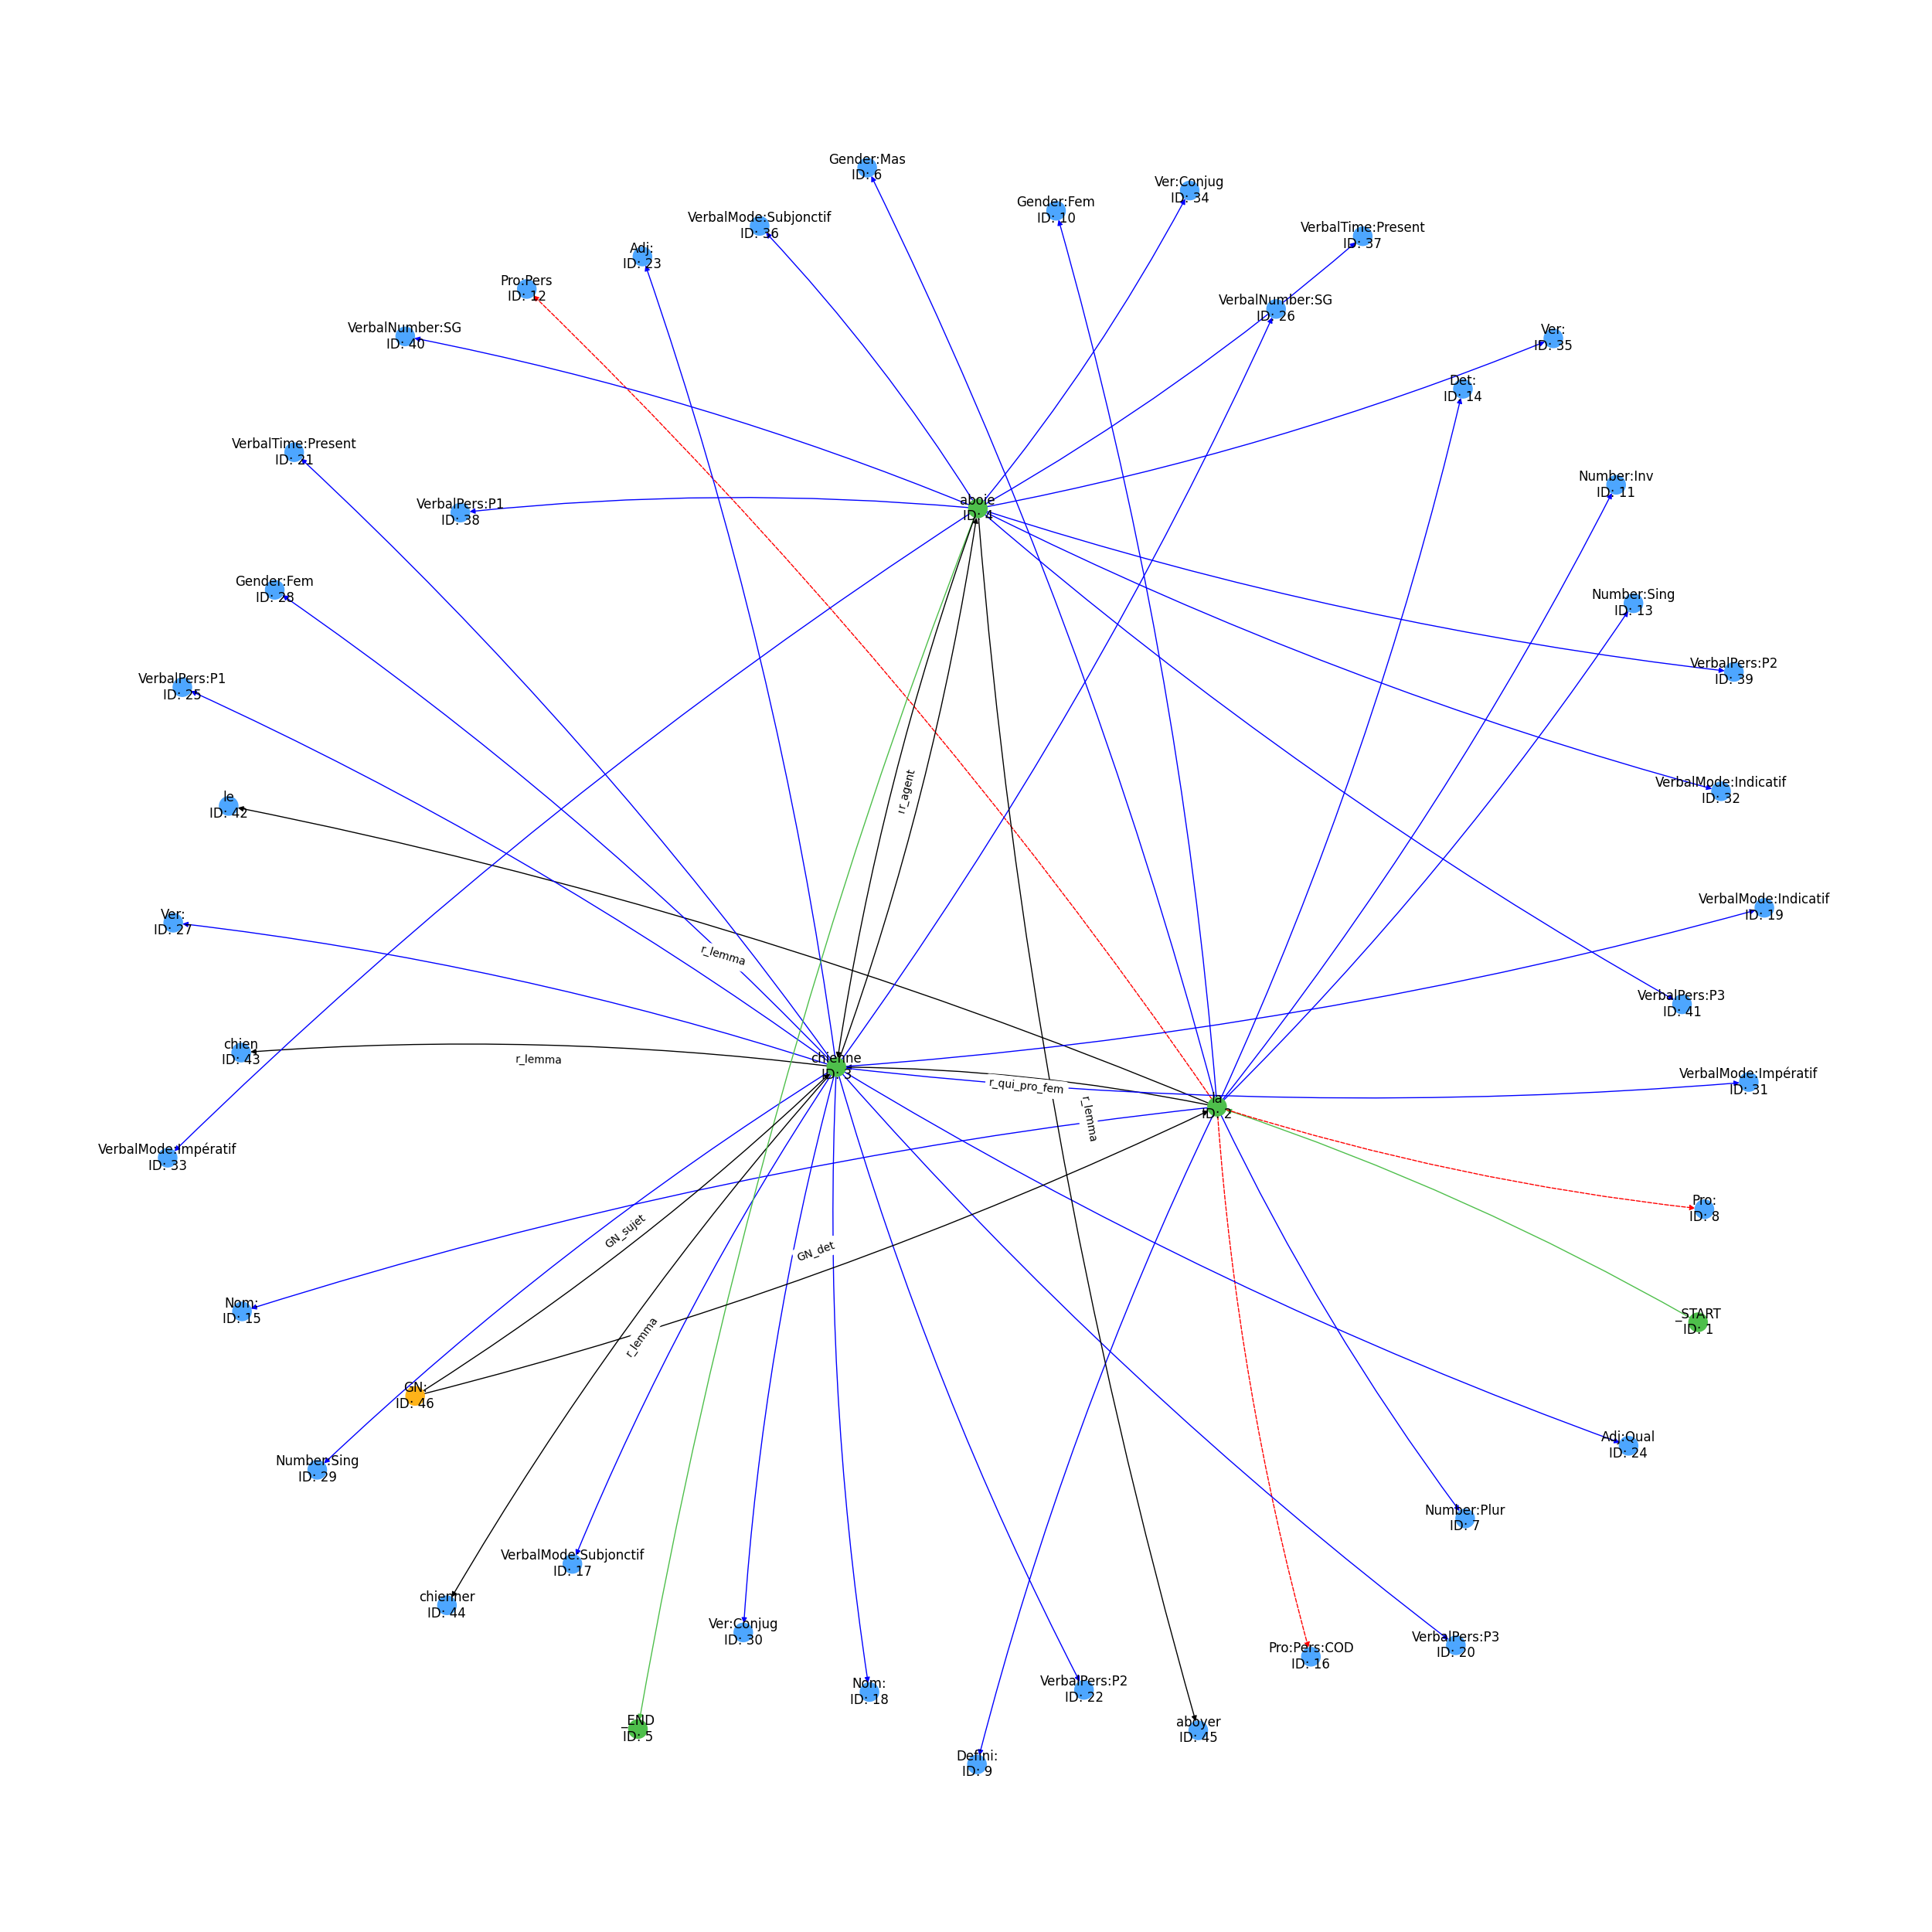 Gender:Mas
ID: 6
Ver:Conjug
ID: 34
Gender:Fem
ID: 10
VerbalMode:Subjonctif
ID: 36
VerbalTime:Present
ID: 37
Adj:
ID: 23
Pro:Pers
ID: 12
VerbalNumber:SG
ID: 26
VerbalNumber:SG
ID: 40
Ver:
ID: 35
Det:
ID: 14
VerbalTime:Present
ID: 21
Number:Inv
ID: 11
VerbalPers:P1
ID: 38
aboie
ID: 4
Gender:Fem
ID: 28
Number:Sing
ID: 13
VerbalPers:P2
ID: 39
VerbalPers:P1
ID: 25
VerbalMode:Indicatif
ID: 32
r_agent
le
ID: 42
VerbalMode:Indicatif
ID: 19
Ver:
ID: 27
r_lemma
VerbalPers:P3
ID: 41
chien
ID: 43
r_lemma
chienne
ID: 3
r_qui_pro_fem
VerbalMode:Impératif
ID: 31
la
ID: 2
r_lemma
VerbalMode:Impératif
ID: 33
Pro:
ID: 8
GN_sujet
GN_det
Nom:
ID: 15
_START
ID: 1
r_lemma
GN:
ID: 46
Adj:Qual
ID: 24
Number:Sing
ID: 29
Number:Plur
ID: 7
VerbalMode:Subjonctif
ID: 17
chienner
ID: 44
Ver:Conjug
ID: 30
VerbalPers:P3
ID: 20
Pro:Pers:COD
ID: 16
Nom:
ID: 18
VerbalPers:P2
ID: 22
_END
ID: 5
aboyer
ID: 45
Defini:
ID: 9